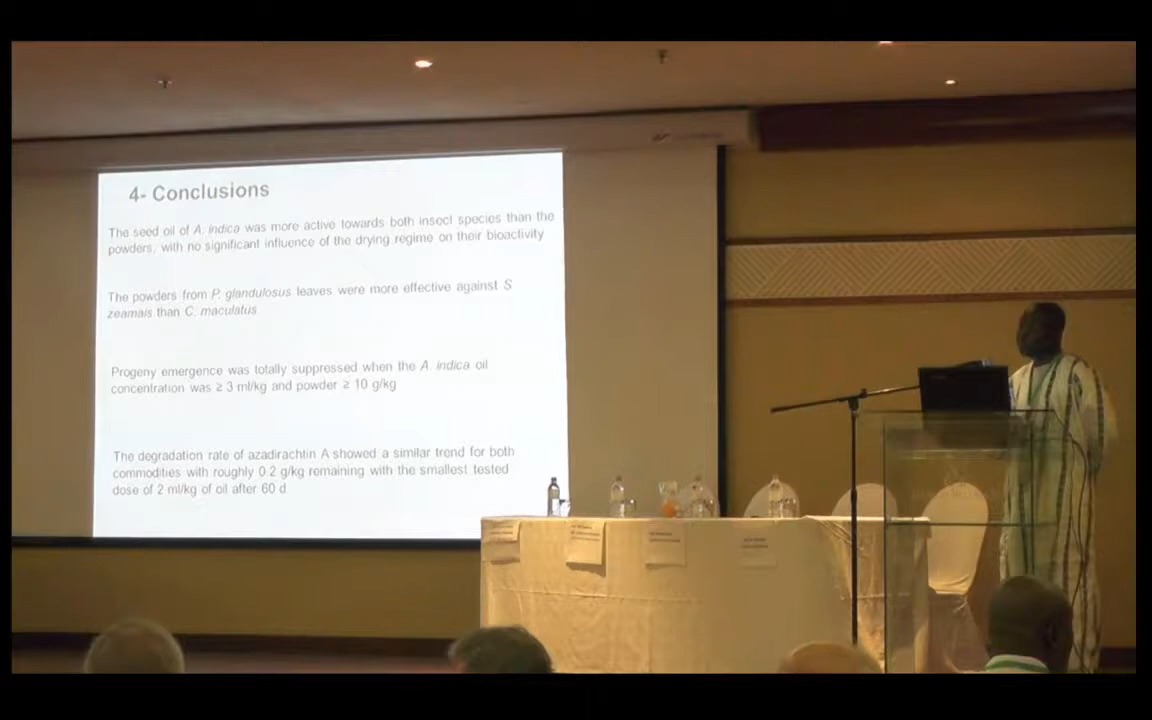 4- Conclusions
The seed oil of A. indica was more active towards both insect species than the
powders, with no significant influence of the drying regime on their bioactivity
The powders from P. glandulosus leaves were more effective against S
zeamais than C. maculatus
Progeny emergence was totally suppressed when the A. indica oil
concentration was ≥ 3 ml/kg and powder ≥ 10 g/kg
The degradation rate of azadirachtin A showed a similar trend for both
commodities with roughly 0.2 g/kg remaining with the smallest tested
dose of 2 ml/kg of oil after 60 d